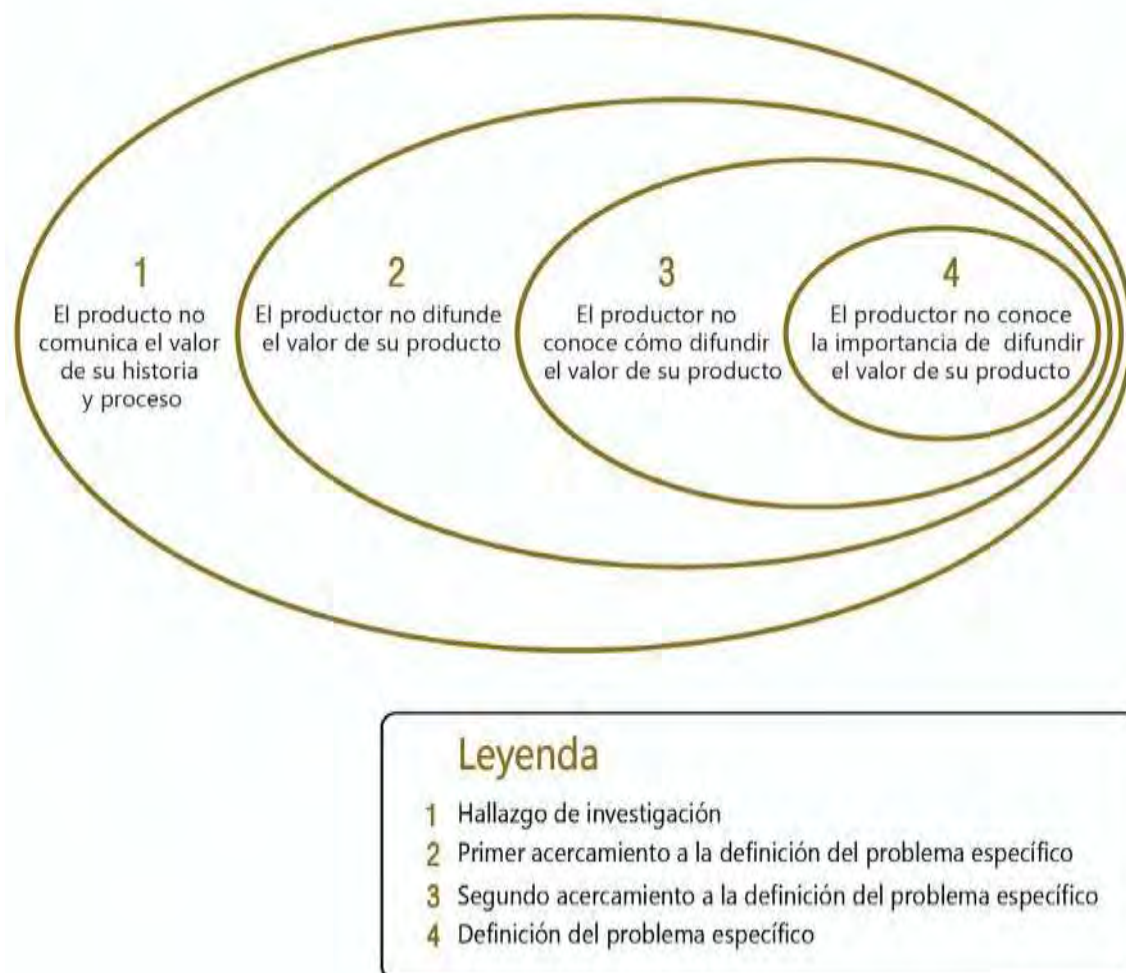 1
El producto no
comunica el valor
de su historia
y proceso
2
El productor no difunde
el valor de su producto
3
El productor no
conoce cómo difundir
el valor de su producto
4
El productor no conoce
la importancia de difundir
el valor de su producto
Leyenda
1 Hallazgo de investigación
2 Primer acercamiento a la definición del problema específico
3 Segundo acercamiento a la definición del problema específico
4 Definición del problema específico